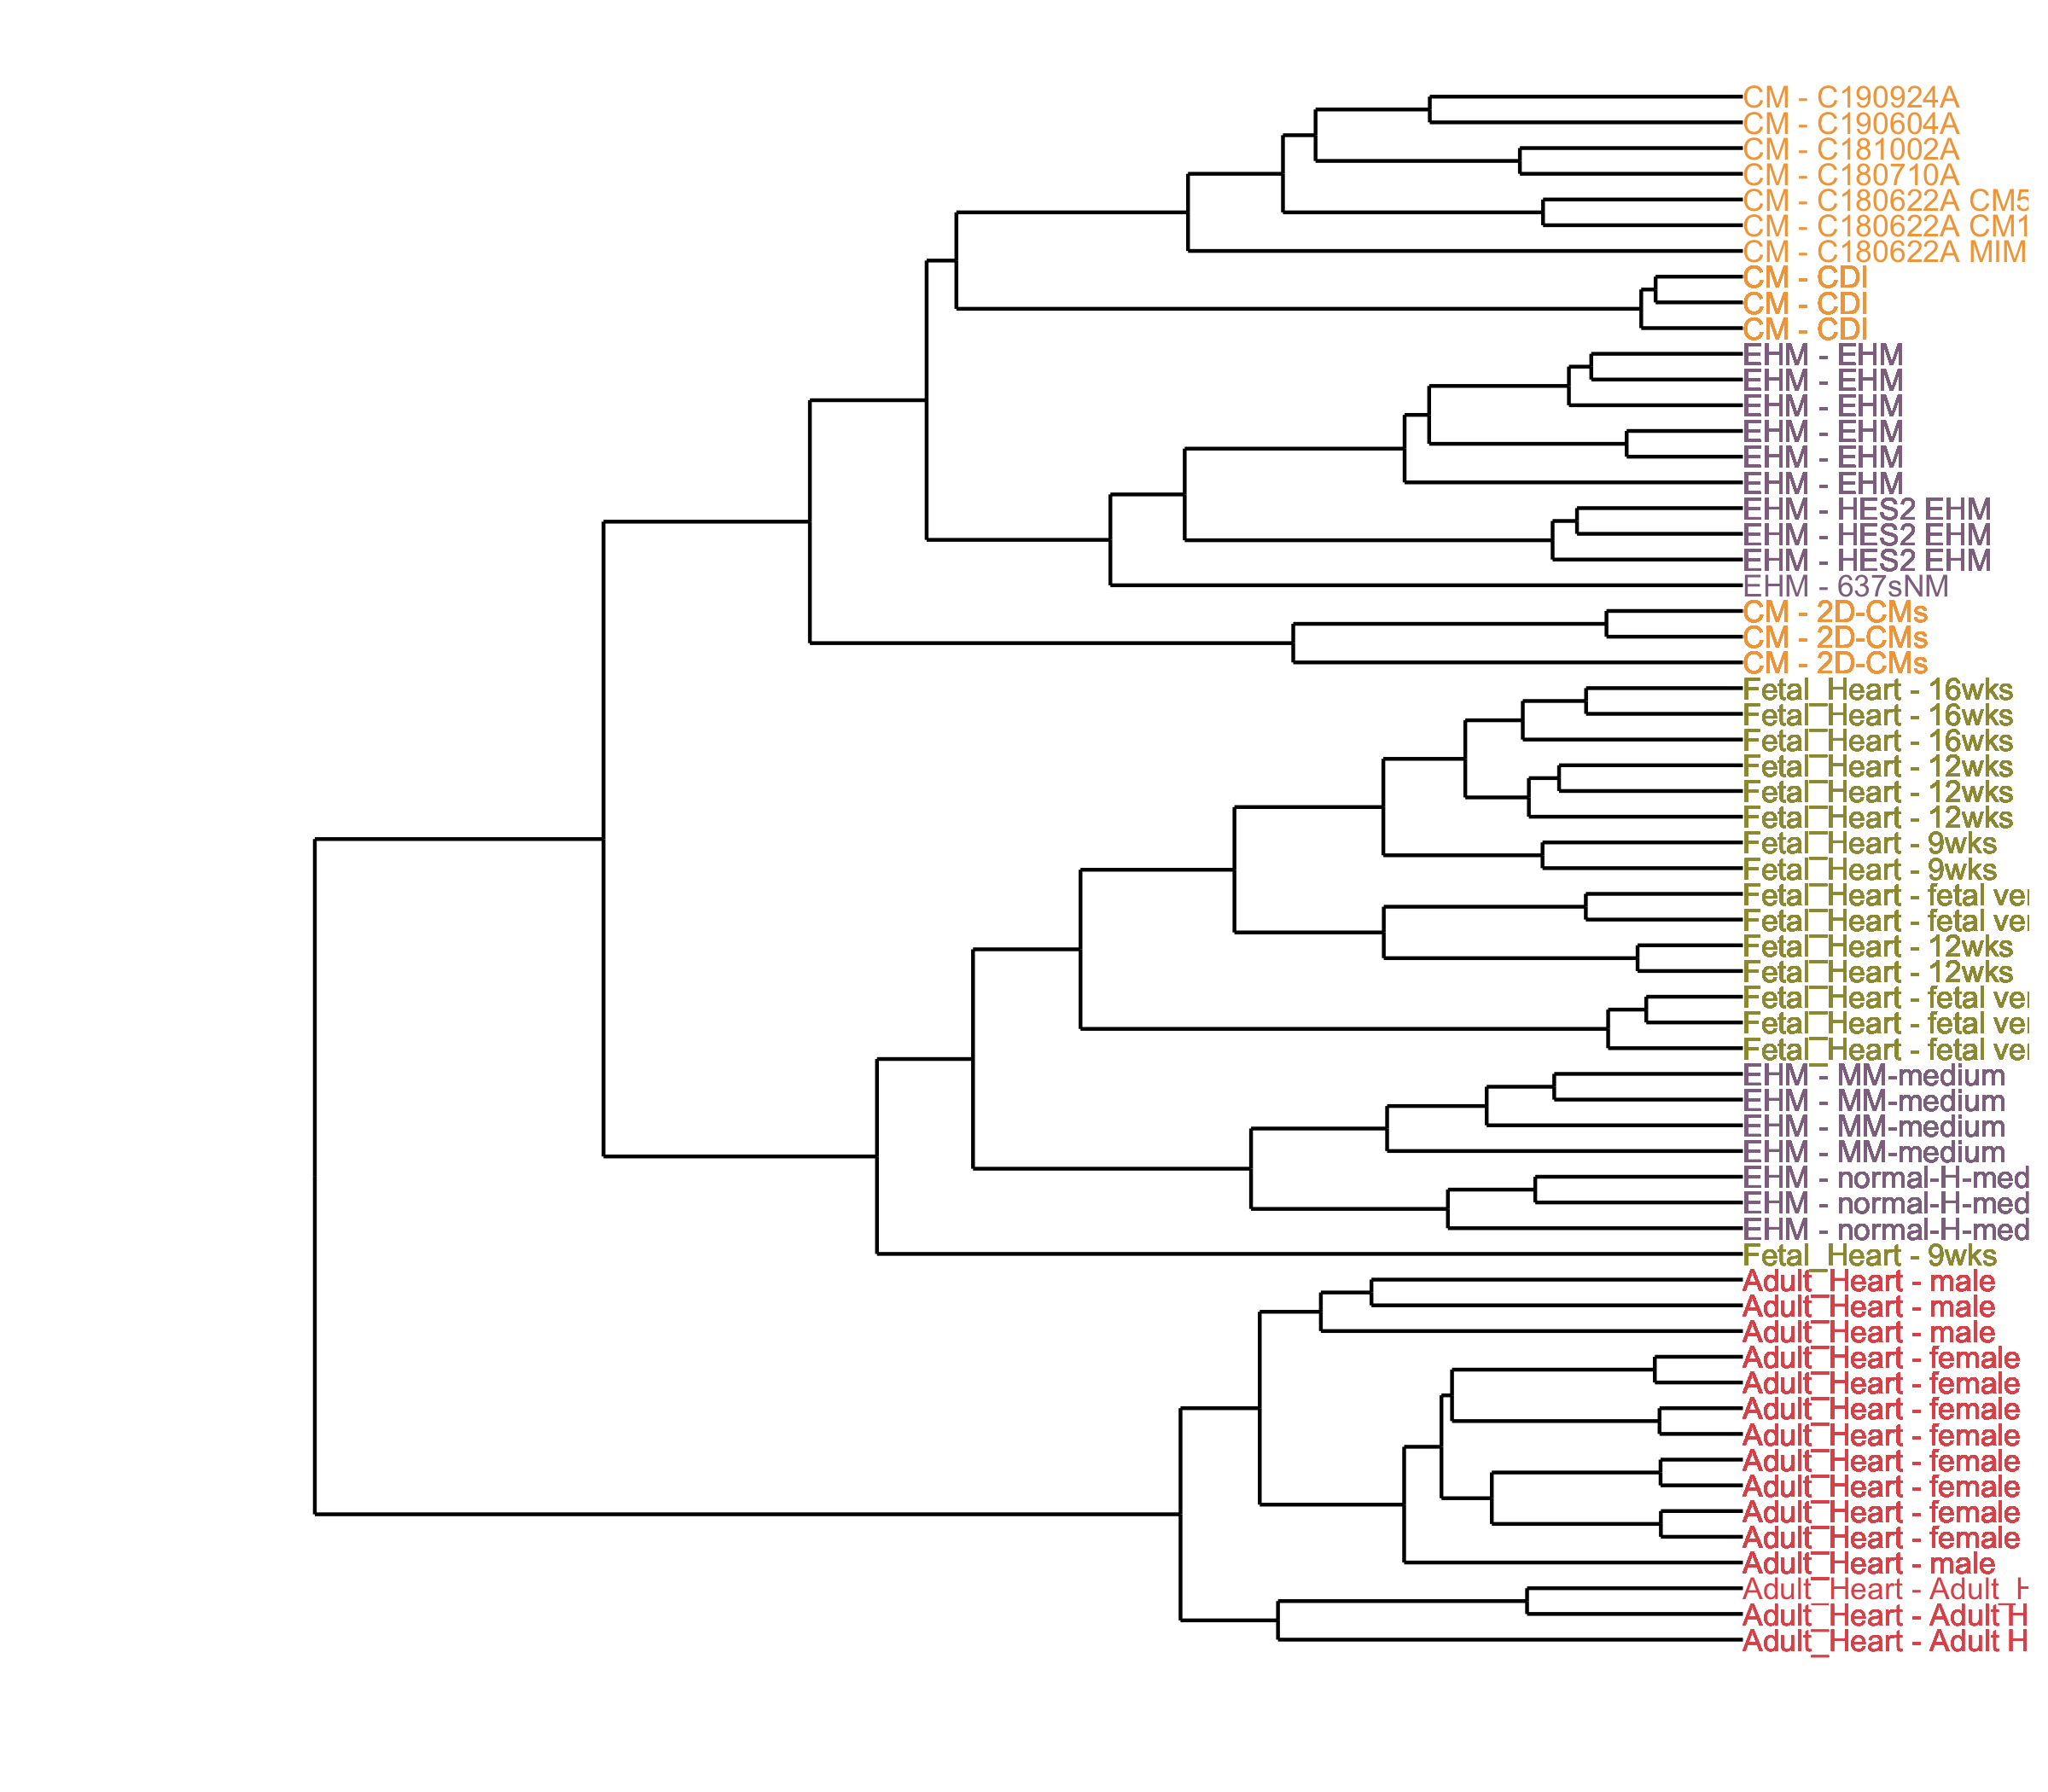 CM - C190924A
CM - C190604A
CM - C181002A
CM - C180710A
CM - C180622A CM5
CM - C180622A CM1
CM - C180622A MIM
CM - CDI
CM - CDI
CM - CDI
EHM - EHM
EHM - EHM
EHM - EHM
EHM - EHM
EHM - EHM
EHM - EHM
EHM - HES2 EHM
EHM - HES2 EHM
EHM - HES2 EHM
EHM - 637sNM
CM - 2D-CMs
CM - 2D-CMs
CM - 2D-CMs
Fetal_Heart - 16wks
Fetal_Heart - 16wks
Fetal_Heart - 16wks
Fetal_Heart - 12wks
Fetal_Heart - 12wks
Fetal_Heart - 12wks
Fetal_Heart - 9wks
Fetal_Heart - 9wks
Fetal_Heart - fetal ve
Fetal_Heart - fetal ve
Fetal_Heart - 12wks
Fetal_Heart - 12wks
Fetal_Heart - fetal ve
Fetal_Heart - fetal ve
Fetal_Heart - fetal ve
EHM - MM-medium
EHM - MM-medium
EHM - MM-medium
EHM - MM-medium
EHM - normal-H-med
EHM - normal-H-med
EHM - normal-H-med
Fetal_Heart - 9wks
Adult_Heart - male
Adult_Heart - male
Adult_Heart - male
Adult_Heart - female
Adult_Heart - female
Adult_Heart - female
Adult_Heart - female
Adult_Heart - female
Adult_Heart - female
Adult_Heart - female
Adult_Heart - female
Adult_Heart - male
Adult_Heart - Adult_H
Adult_Heart - Adult H
Adult_Heart - Adult H